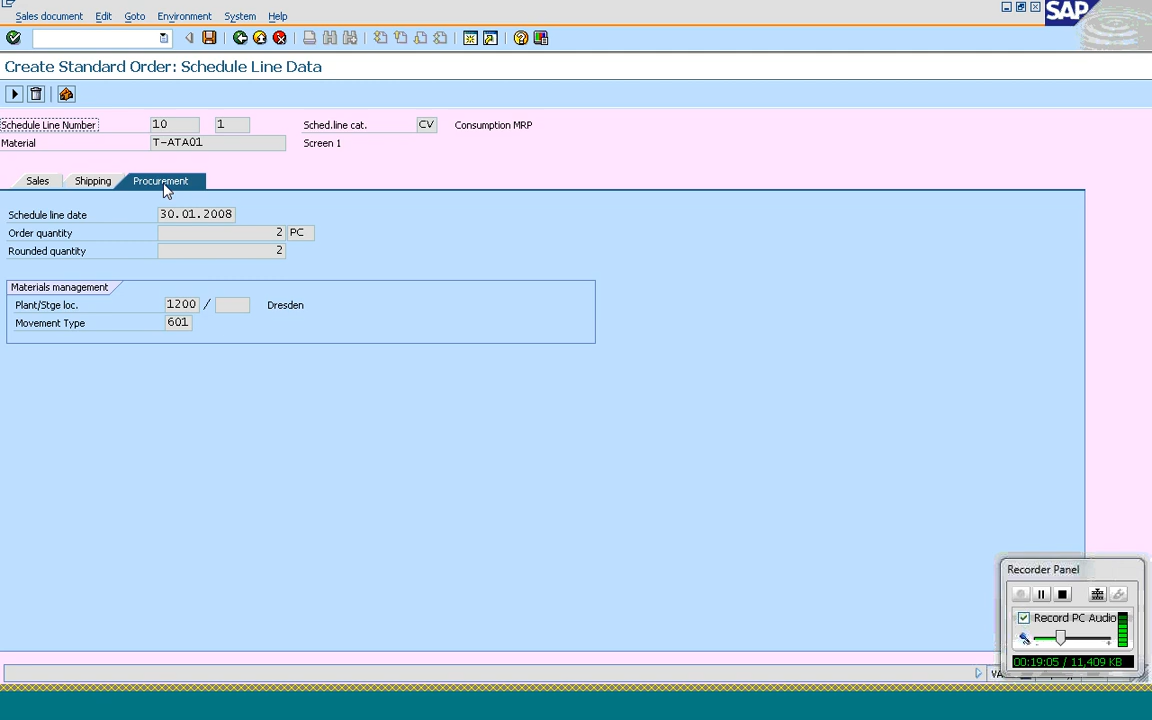 Sales document Edit Goto Environment System Help
SAP
Create Standard Order: Schedule Line Data
Schedule Line Number 10 1 Sched.line cat. CV Consumption MRP
Material T-ATA01 Screen 1
Sales Shipping Procurement
Schedule line date 30.01.2008
Order quantity 2 PC
Rounded quantity 2
Materials management
Plant/Stge loc. 1200 / Dresden
Movement Type 601
Recorder Panel
Record PC Audio
00:19:05 / 11,409 KB
VA